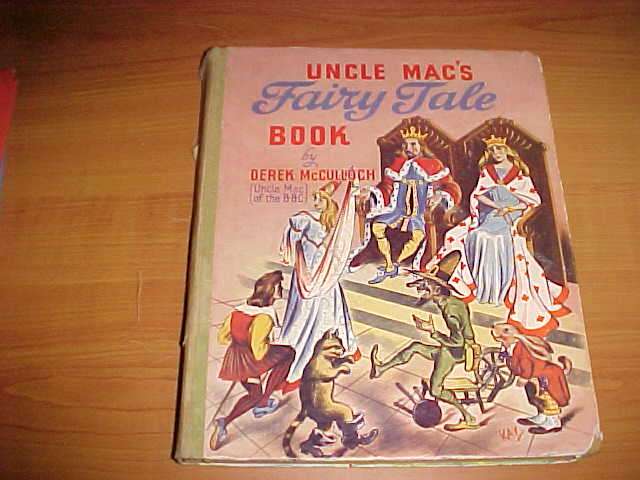 UNCLE MAC'S
Fairy Tale
BOOK
by
DEREK McCULLOCH
(Uncle Mac
of the B·B·C)